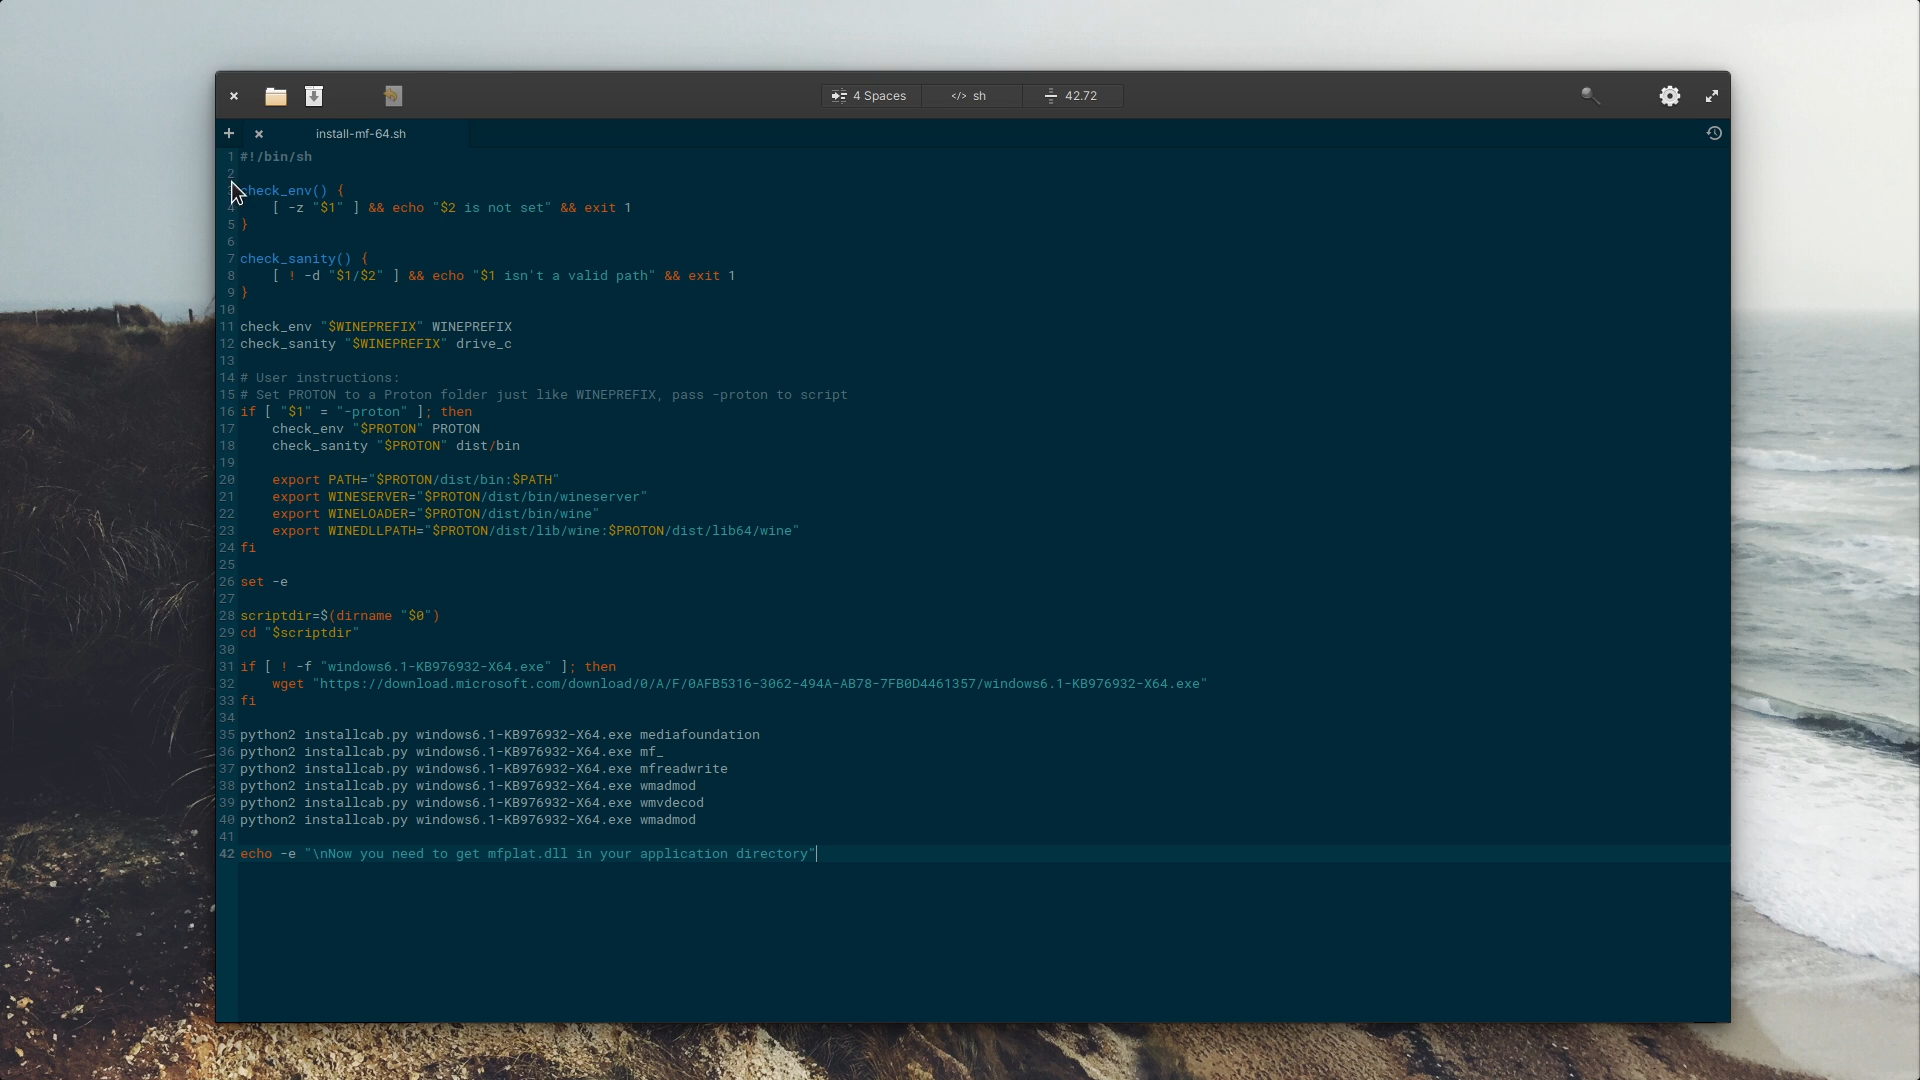 4 Spaces
</> sh
42.72
install-mf-64.sh
1 #!/bin/sh
2
check_env() {
4     [ -z "$1" ] && echo "$2 is not set" && exit 1
5 }
6
7 check_sanity() {
8     [ ! -d "$1/$2" ] && echo "$1 isn't a valid path" && exit 1
9 }
10
11 check_env "$WINEPREFIX" WINEPREFIX
12 check_sanity "$WINEPREFIX" drive_c
13
14 # User instructions:
15 # Set PROTON to a Proton folder just like WINEPREFIX, pass -proton to script
16 if [ "$1" = "-proton" ]; then
17     check_env "$PROTON" PROTON
18     check_sanity "$PROTON" dist/bin
19
20     export PATH="$PROTON/dist/bin:$PATH"
21     export WINESERVER="$PROTON/dist/bin/wineserver"
22     export WINELOADER="$PROTON/dist/bin/wine"
23     export WINEDLLPATH="$PROTON/dist/lib/wine:$PROTON/dist/lib64/wine"
24 fi
25
26 set -e
27
28 scriptdir=$(dirname "$0")
29 cd "$scriptdir"
30
31 if [ ! -f "windows6.1-KB976932-X64.exe" ]; then
32     wget "https://download.microsoft.com/download/0/A/F/0AFB5316-3062-494A-AB78-7FB0D4461357/windows6.1-KB976932-X64.exe"
33 fi
34
35 python2 installcab.py windows6.1-KB976932-X64.exe mediafoundation
36 python2 installcab.py windows6.1-KB976932-X64.exe mf_
37 python2 installcab.py windows6.1-KB976932-X64.exe mfreadwrite
38 python2 installcab.py windows6.1-KB976932-X64.exe wmadmod
39 python2 installcab.py windows6.1-KB976932-X64.exe wmvdecod
40 python2 installcab.py windows6.1-KB976932-X64.exe wmadmod
41
42 echo -e "\nNow you need to get mfplat.dll in your application directory"